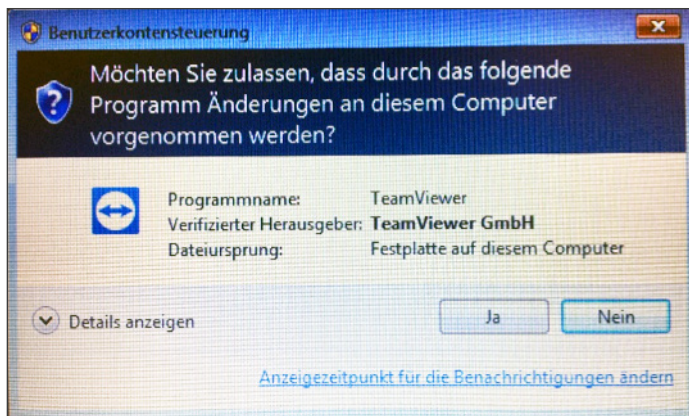 Benutzerkontensteuerung
Möchten Sie zulassen, dass durch das folgende
Programm Änderungen an diesem Computer
vorgenommen werden?
Programmname: TeamViewer
Verifizierter Herausgeber: TeamViewer GmbH
Dateiursprung: Festplatte auf diesem Computer
Details anzeigen
Ja
Nein
Anzeigezeitpunkt für die Benachrichtigungen ändern